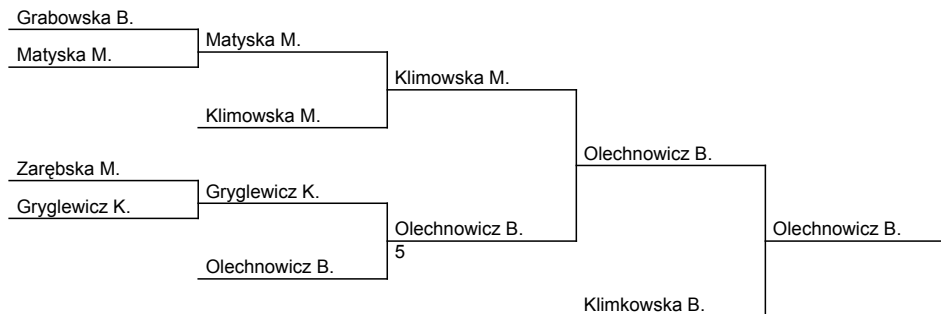 Grabowska B.
Matyska M.
Matyska M.
Klimowska M.
Klimowska M.
Olechnowicz B.
Zarębska M.
Gryglewicz K.
Gryglewicz K.
Olechnowicz B.
Olechnowicz B.
5
Olechnowicz B.
Klimkowska B.